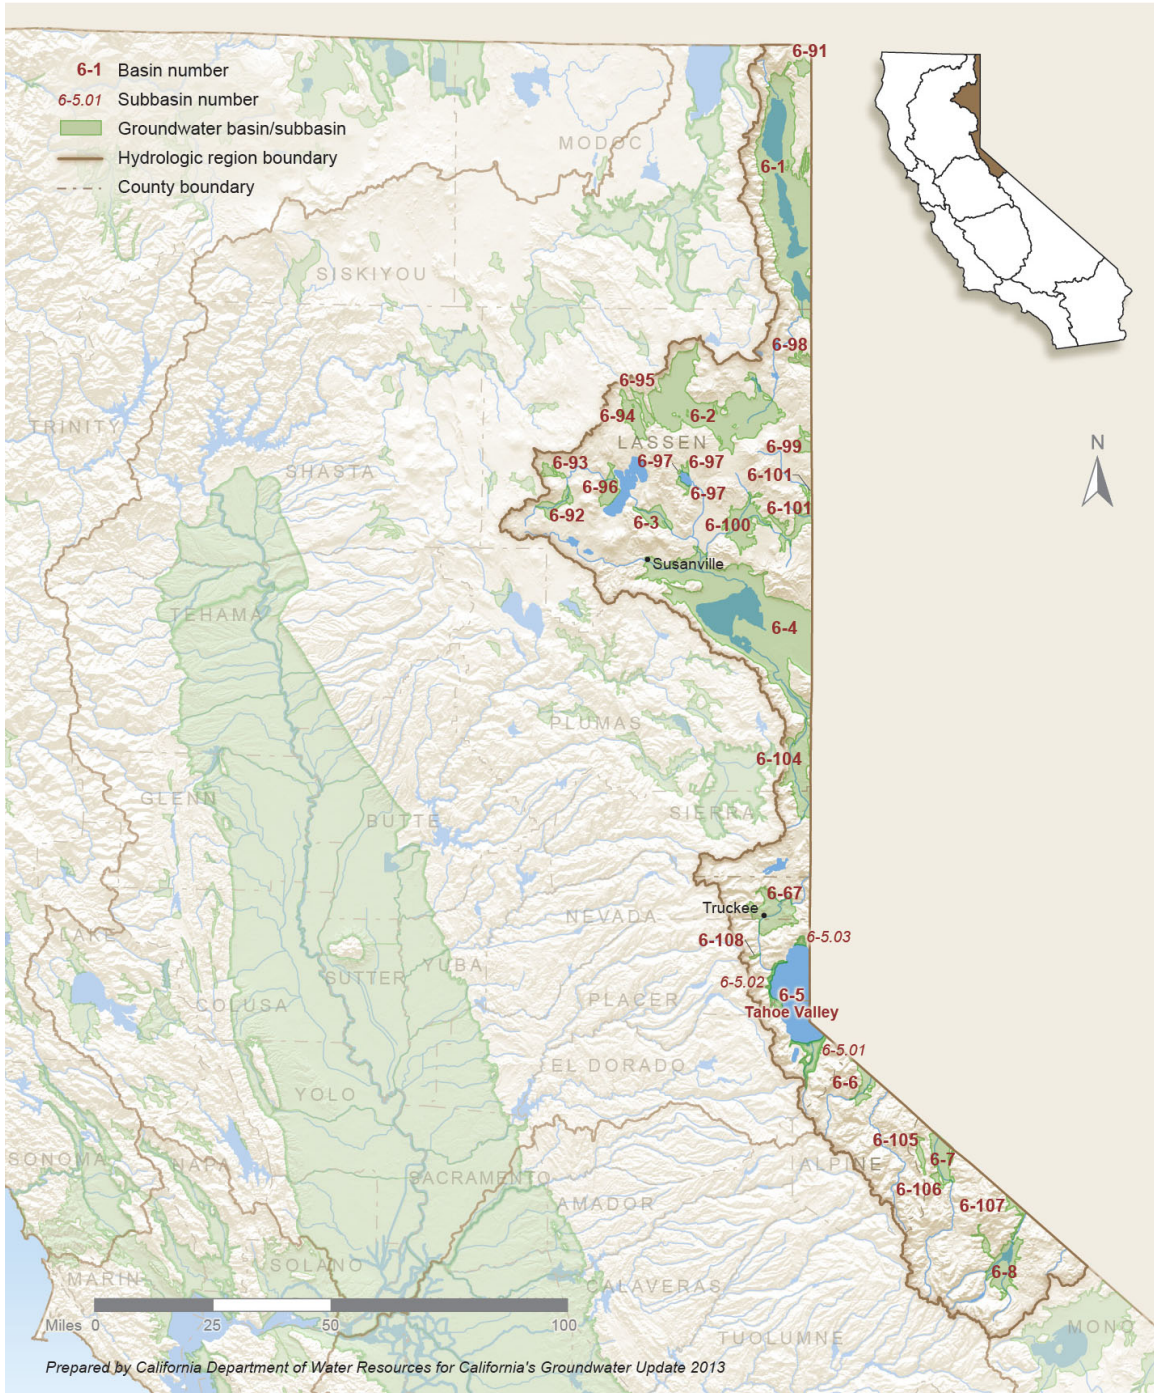 6-1 Basin number
6-5.01 Subbasin number
Groundwater basin/subbasin
Hydrologic region boundary
County boundary
6-91
MODOC
6-1
SISKIYOU
6-98
6-95
6-94
6-2
TRINITY
LASSEN
6-99
SHASTA
6-93
6-97
6-97
6-101
6-96
6-97
6-92
6-3
6-100
6-101
Susanville
TEHAMA
6-4
PLUMAS
6-104
GLENN
BUTTE
SIERRA
6-67
Truckee
NEVADA
LAKE
6-108
6-5.03
YUBA
SUTTER
6-5.02
6-5
COLUSA
PLACER
Tahoe Valley
6-5.01
EL DORADO
6-6
YOLO
6-105
SONOMA
NAPA
ALPINE
6-7
SACRAMENTO
6-106
AMADOR
6-107
SOLANO
MARIN
6-8
CALAVERAS
Miles 0 25 50 100
TUOLUMNE
MONO
Prepared by California Department of Water Resources for California's Groundwater Update 2013
N